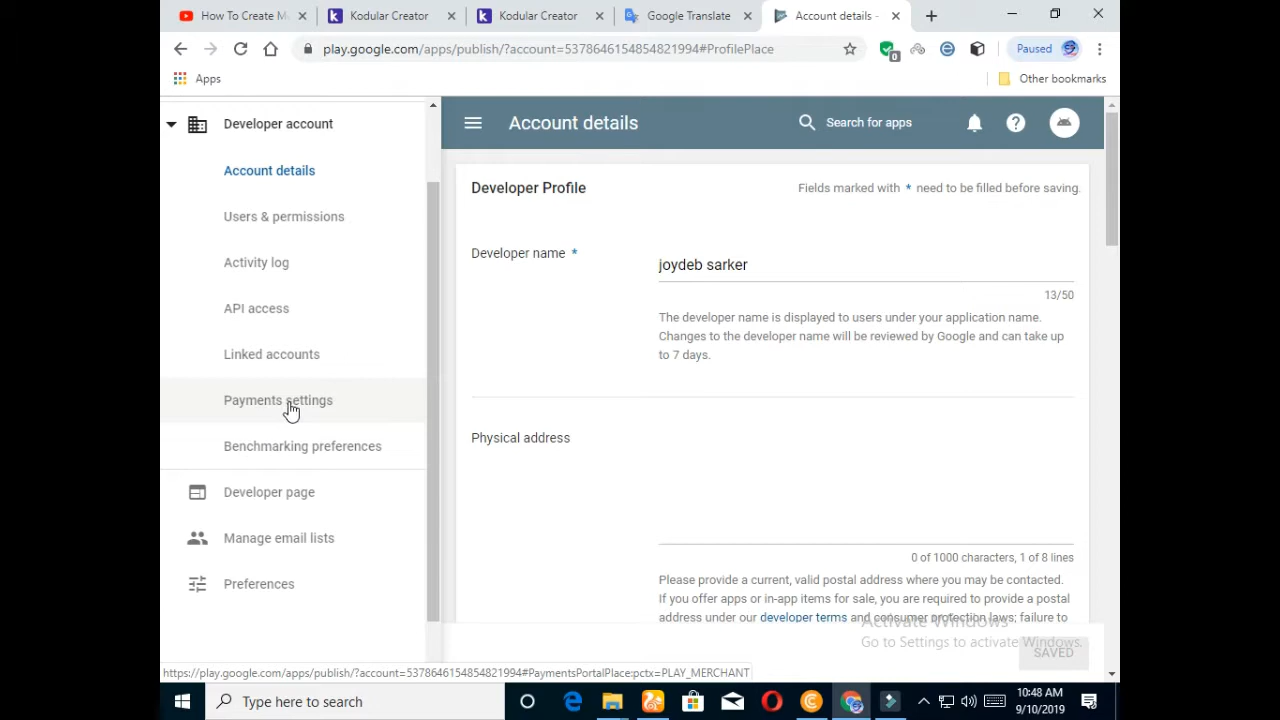 How To Create M
Kodular Creator
Kodular Creator
Google Translate
Account details -
play.google.com/apps/publish/?account=5378646154854821994#ProfilePlace
0
Paused
Apps
Other bookmarks
Developer account
Account details
Users & permissions
Activity log
API access
Linked accounts
Payments settings
Benchmarking preferences
Developer page
Manage email lists
Preferences
Account details
Search for apps
Developer Profile
Fields marked with * need to be filled before saving.
Developer name *
joydeb sarker
13/50
The developer name is displayed to users under your application name.
Changes to the developer name will be reviewed by Google and can take up
to 7 days.
Physical address
0 of 1000 characters, 1 of 8 lines
Please provide a current, valid postal address where you may be contacted.
If you offer apps or in-app items for sale, you are required to provide a postal
address under our developer terms and consumer protection laws; failure to
Activate Windows
Go to Settings to activate Windows.
SAVED
https://play.google.com/apps/publish/?account=5378646154854821994#PaymentsPortalPlace:pctx=PLAY_MERCHANT
Type here to search
10:48 AM
9/10/2019